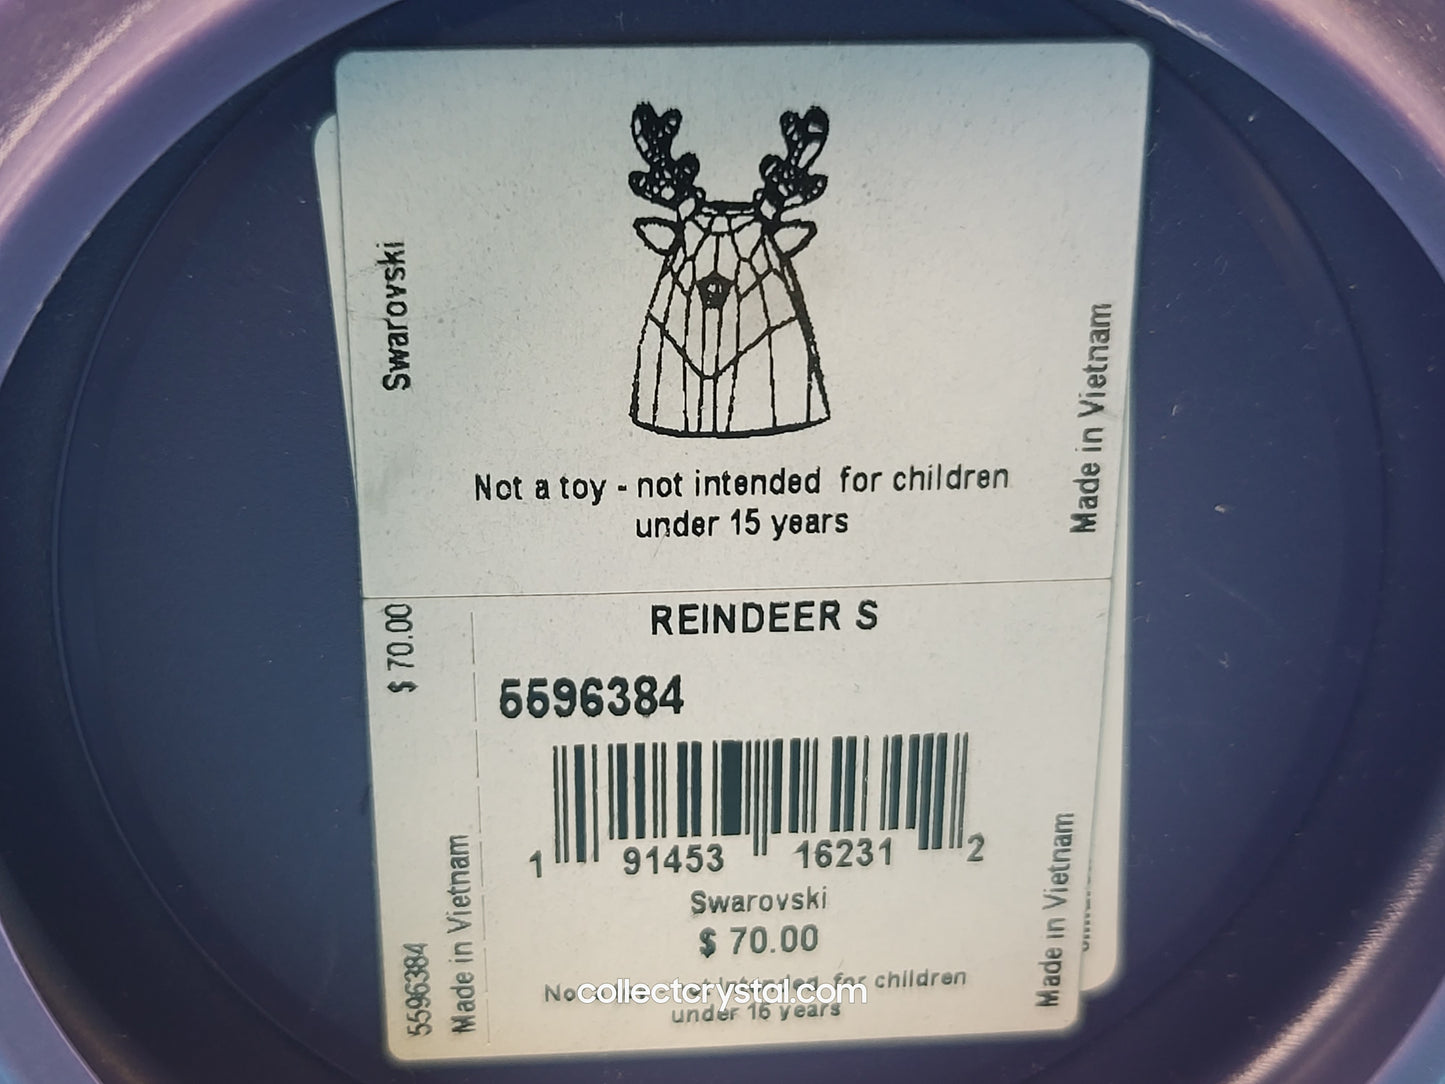 Swarovski
Made in Vietnam
Not a toy - not intended for children
under 15 years
REINDEER S
$ 70.00
5596384
1 91453 16231 2
Swarovski
$ 70.00
for children
under 15 years
collectcrystal.com
5596384
Made in Vietnam
Made in Vietnam